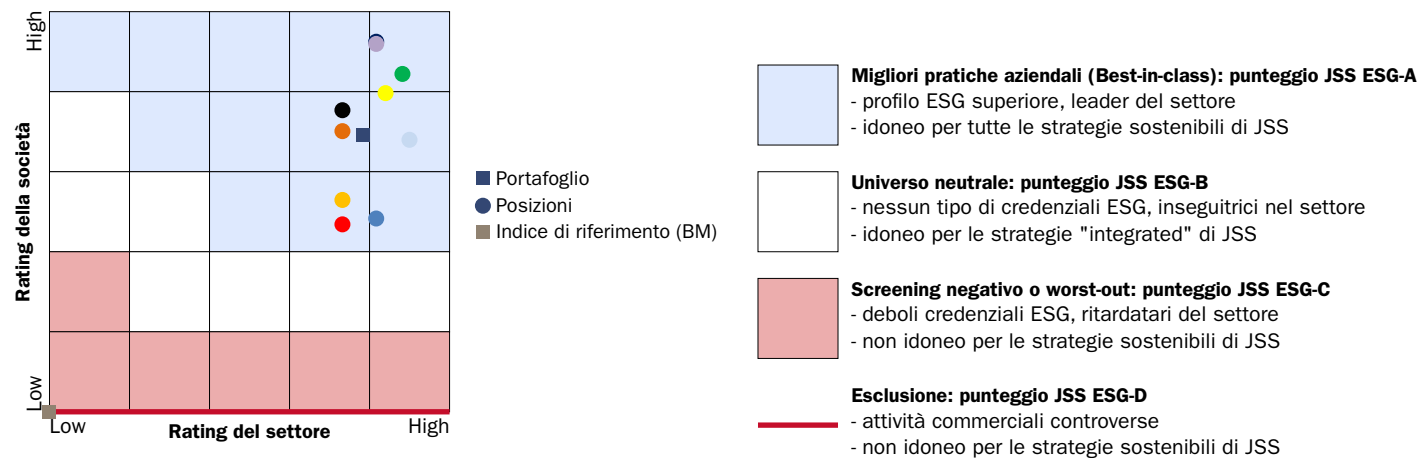 High
Rating della società
Low
Low
Rating del settore
High
Portafoglio
Posizioni
Indice di riferimento (BM)
Migliori pratiche aziendali (Best-in-class): punteggio JSS ESG-A
- profilo ESG superiore, leader del settore
- idoneo per tutte le strategie sostenibili di JSS
Universo neutrale: punteggio JSS ESG-B
- nessun tipo di credenziali ESG, inseguitrici nel settore
- idoneo per le strategie "integrated" di JSS
Screening negativo o worst-out: punteggio JSS ESG-C
- deboli credenziali ESG, ritardatari del settore
- non idoneo per le strategie sostenibili di JSS
Esclusione: punteggio JSS ESG-D
- attività commerciali controverse
- non idoneo per le strategie sostenibili di JSS